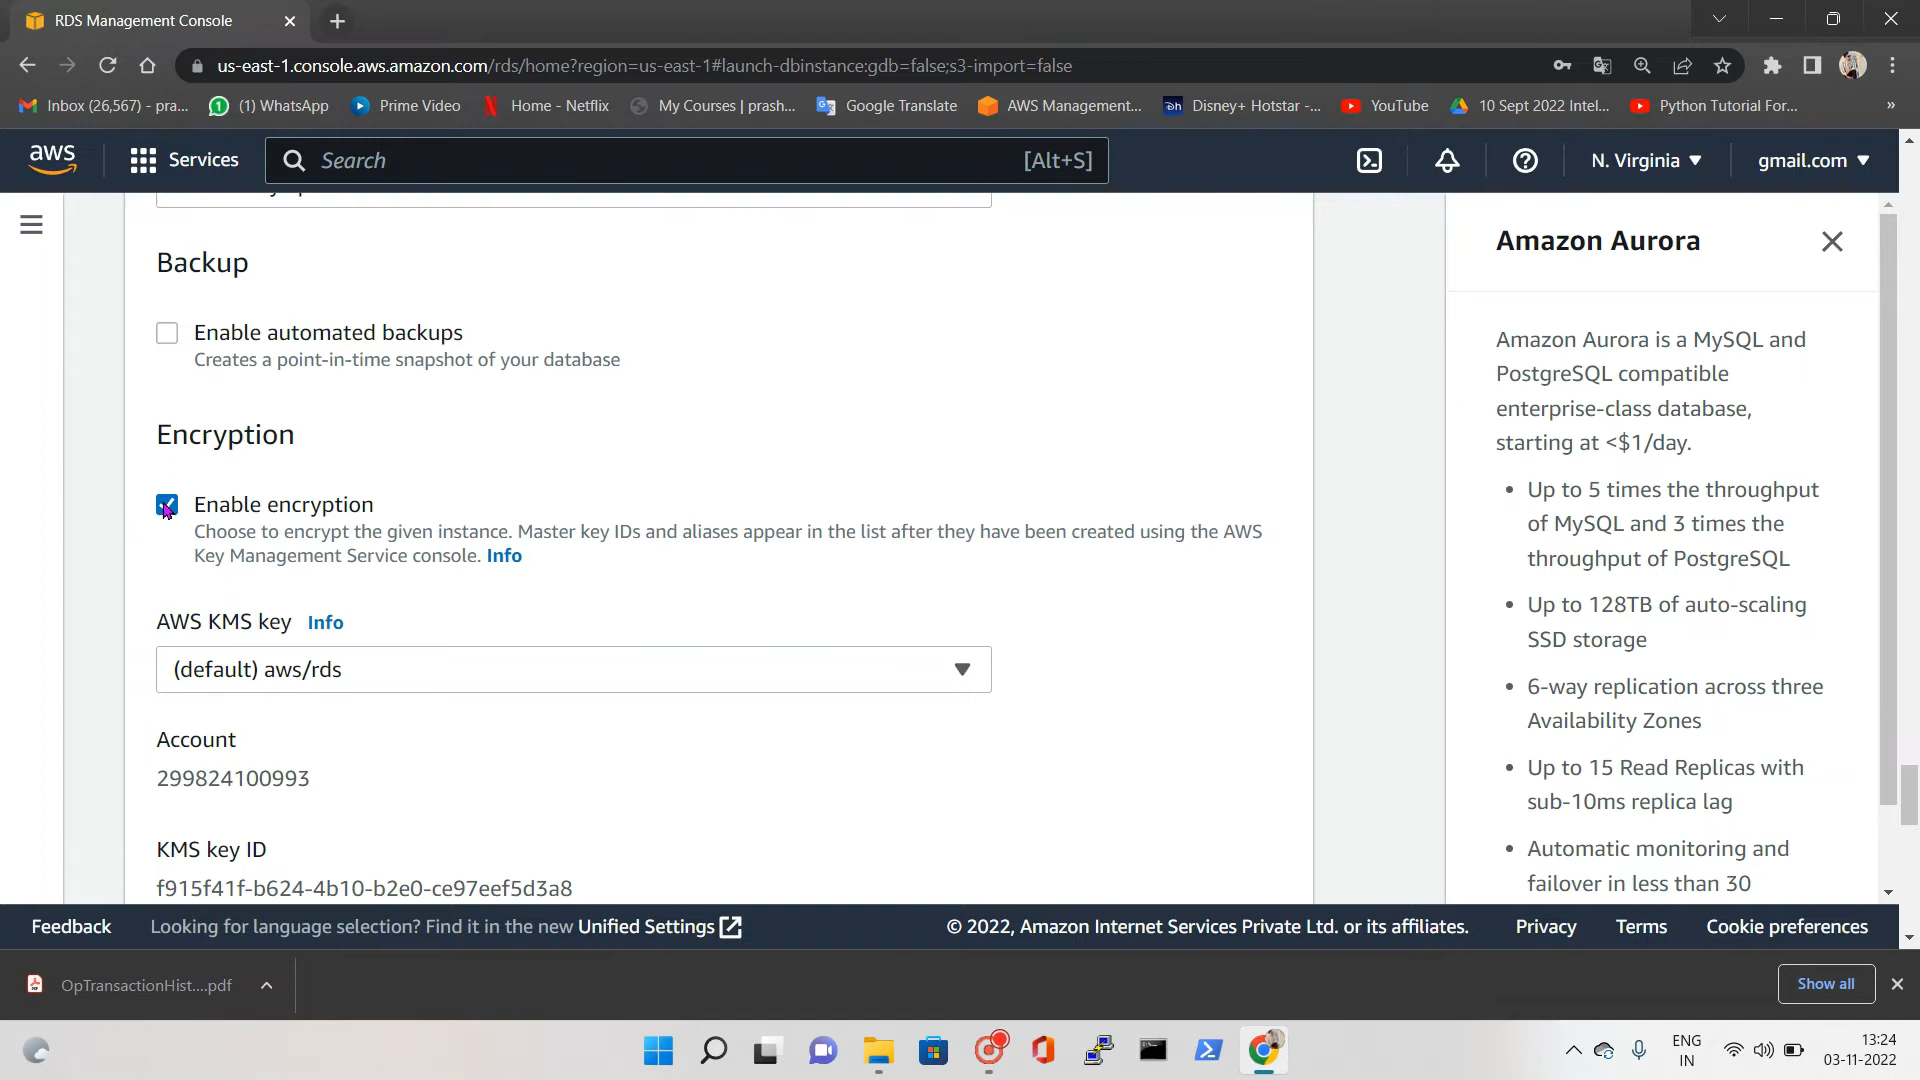 RDS Management Console
us-east-1.console.aws.amazon.com/rds/home?region=us-east-1#launch-dbinstance:gdb=false;s3-import=false
Inbox (26,567) - pra... (1) WhatsApp Prime Video Home - Netflix My Courses | prash... Google Translate AWS Management... Disney+ Hotstar -... YouTube 10 Sept 2022 Intel... Python Tutorial For... »
aws Services Search [Alt+S] N. Virginia gmail.com
Backup
Enable automated backups
Creates a point-in-time snapshot of your database
Encryption
Enable encryption
Choose to encrypt the given instance. Master key IDs and aliases appear in the list after they have been created using the AWS
Key Management Service console. Info
AWS KMS key Info
(default) aws/rds
Account
299824100993
KMS key ID
f915f41f-b624-4b10-b2e0-ce97eef5d3a8
Amazon Aurora
Amazon Aurora is a MySQL and
PostgreSQL compatible
enterprise-class database,
starting at <$1/day.
• Up to 5 times the throughput
of MySQL and 3 times the
throughput of PostgreSQL
• Up to 128TB of auto-scaling
SSD storage
• 6-way replication across three
Availability Zones
• Up to 15 Read Replicas with
sub-10ms replica lag
• Automatic monitoring and
failover in less than 30
Feedback Looking for language selection? Find it in the new Unified Settings © 2022, Amazon Internet Services Private Ltd. or its affiliates. Privacy Terms Cookie preferences
OpTransactionHist....pdf Show all
ENG
IN
13:24
03-11-2022